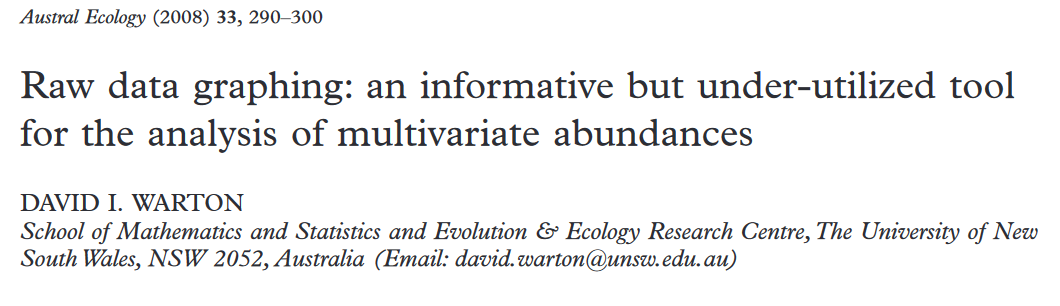 Austral Ecology (2008) 33, 290–300
Raw data graphing: an informative but under-utilized tool
for the analysis of multivariate abundances
DAVID I. WARTON
School of Mathematics and Statistics and Evolution & Ecology Research Centre, The University of New
South Wales, NSW 2052, Australia (Email: david.warton@unsw.edu.au)